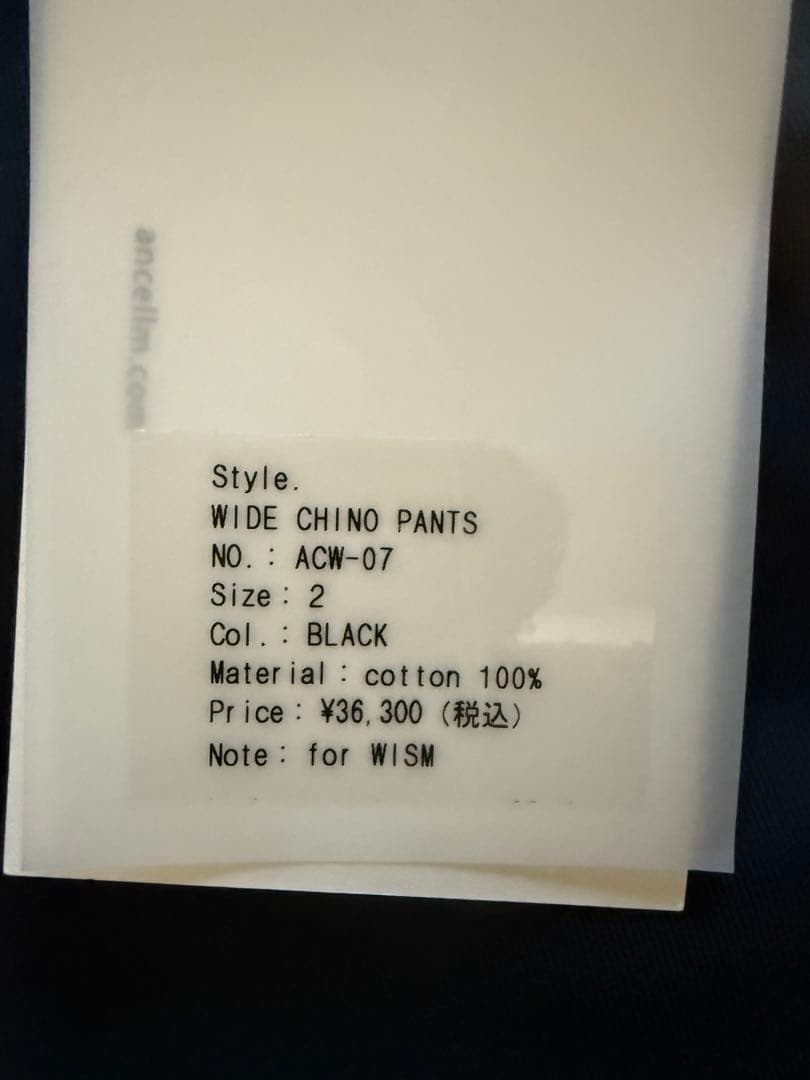 ancellm.com
Style.
WIDE CHINO PANTS
NO.: ACW-07
Size: 2
Col.: BLACK
Material: cotton 100%
Price: ¥36,300 (税込)
Note: for WISM